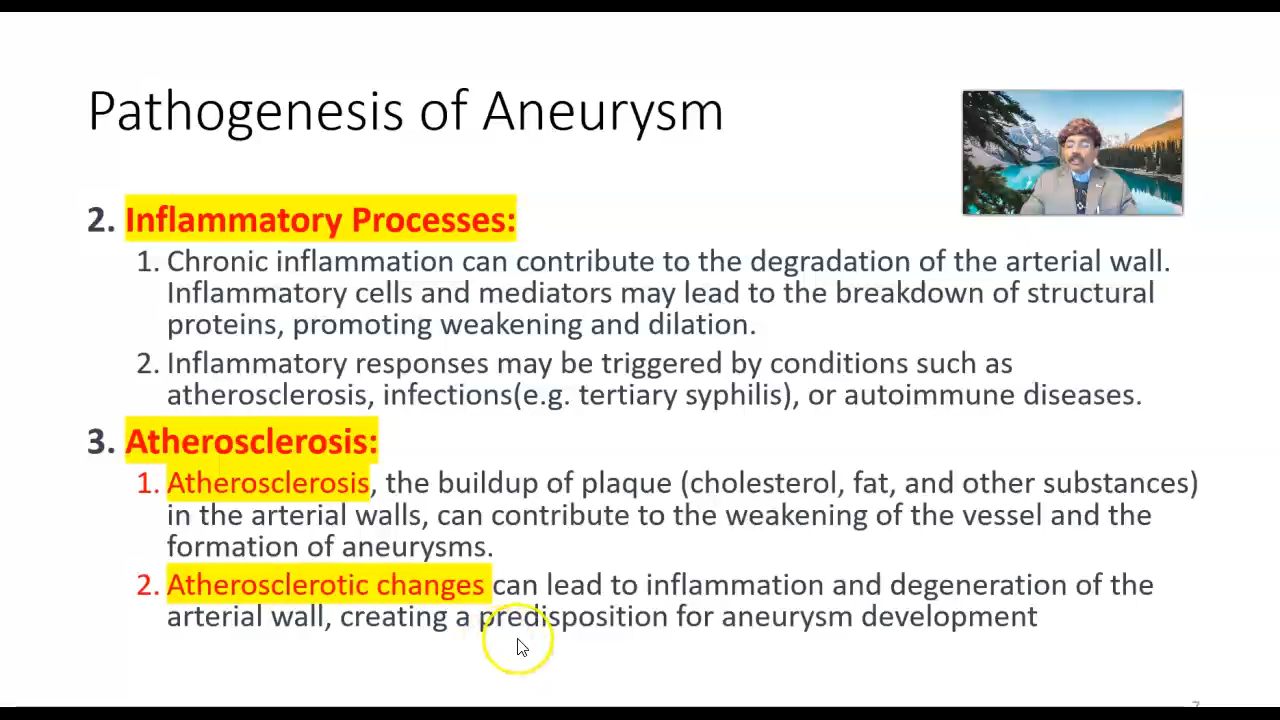 Pathogenesis of Aneurysm
2. Inflammatory Processes:
1. Chronic inflammation can contribute to the degradation of the arterial wall.
Inflammatory cells and mediators may lead to the breakdown of structural
proteins, promoting weakening and dilation.
2. Inflammatory responses may be triggered by conditions such as
atherosclerosis, infections(e.g. tertiary syphilis), or autoimmune diseases.
3. Atherosclerosis:
1. Atherosclerosis, the buildup of plaque (cholesterol, fat, and other substances)
in the arterial walls, can contribute to the weakening of the vessel and the
formation of aneurysms.
2. Atherosclerotic changes can lead to inflammation and degeneration of the
arterial wall, creating a predisposition for aneurysm development